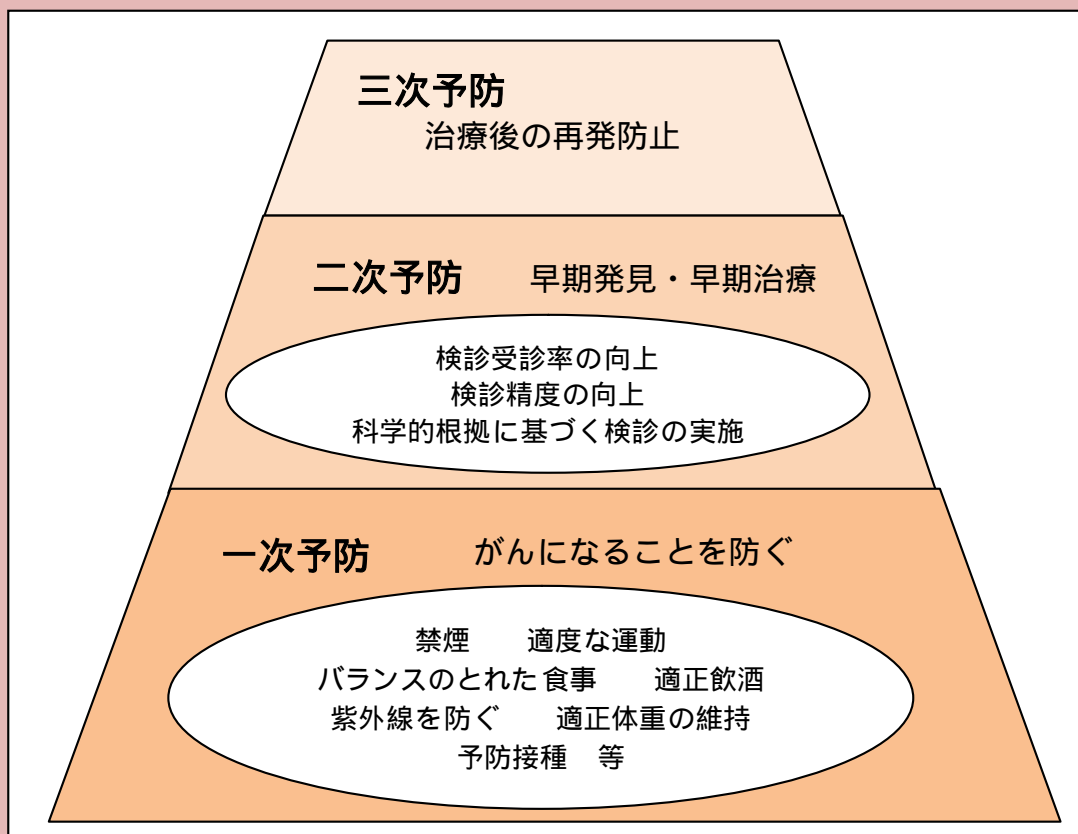 三次予防
治療後の再発防止
二次予防　　早期発見・早期治療
検診受診率の向上
検診精度の向上
科学的根拠に基づく検診の実施
一次予防　　　がんになることを防ぐ
禁煙　　適度な運動
バランスのとれた食事　　適正飲酒
紫外線を防ぐ　　適正体重の維持
予防接種　等